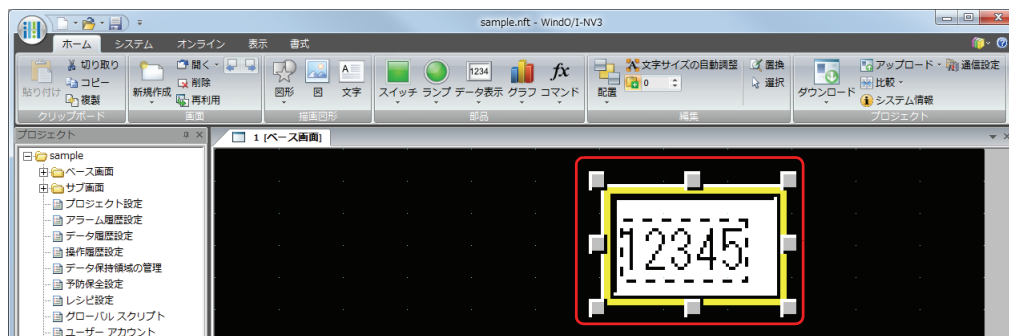 sample.nft - WindO/I-NV3
ホーム システム オンライン 表示 書式
貼り付け 切り取り コピー 複製 クリップボード
新規作成 開く 削除 再利用 画面
図形 図 文字 描画図形
スイッチ ランプ データ表示 グラフ コマンド 部品
配置 文字サイズの自動調整 0 置換 選択 編集
ダウンロード アップロード 比較 システム情報 通信設定 プロジェクト
プロジェクト
1 [ベース画面]
sample
ベース画面
サブ画面
プロジェクト設定
アラーム履歴設定
データ履歴設定
操作履歴設定
データ保持領域の管理
予防保全設定
レシピ設定
グローバル スクリプト
ユーザー アカウント
12345